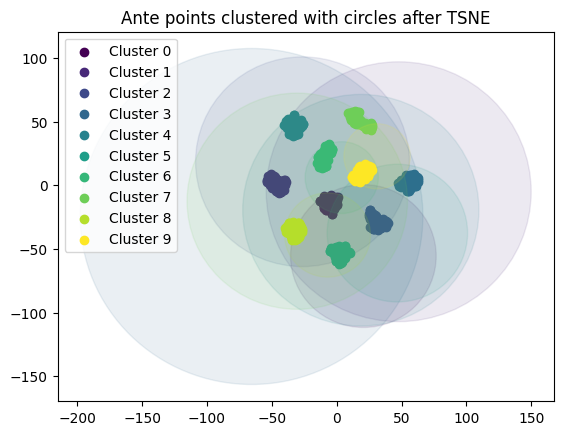 Ante points clustered with circles after TSNE
100
50
0
−50
−100
−150
Cluster 0
Cluster 1
Cluster 2
Cluster 3
Cluster 4
Cluster 5
Cluster 6
Cluster 7
Cluster 8
Cluster 9
−200 −150 −100 −50 0 50 100 150